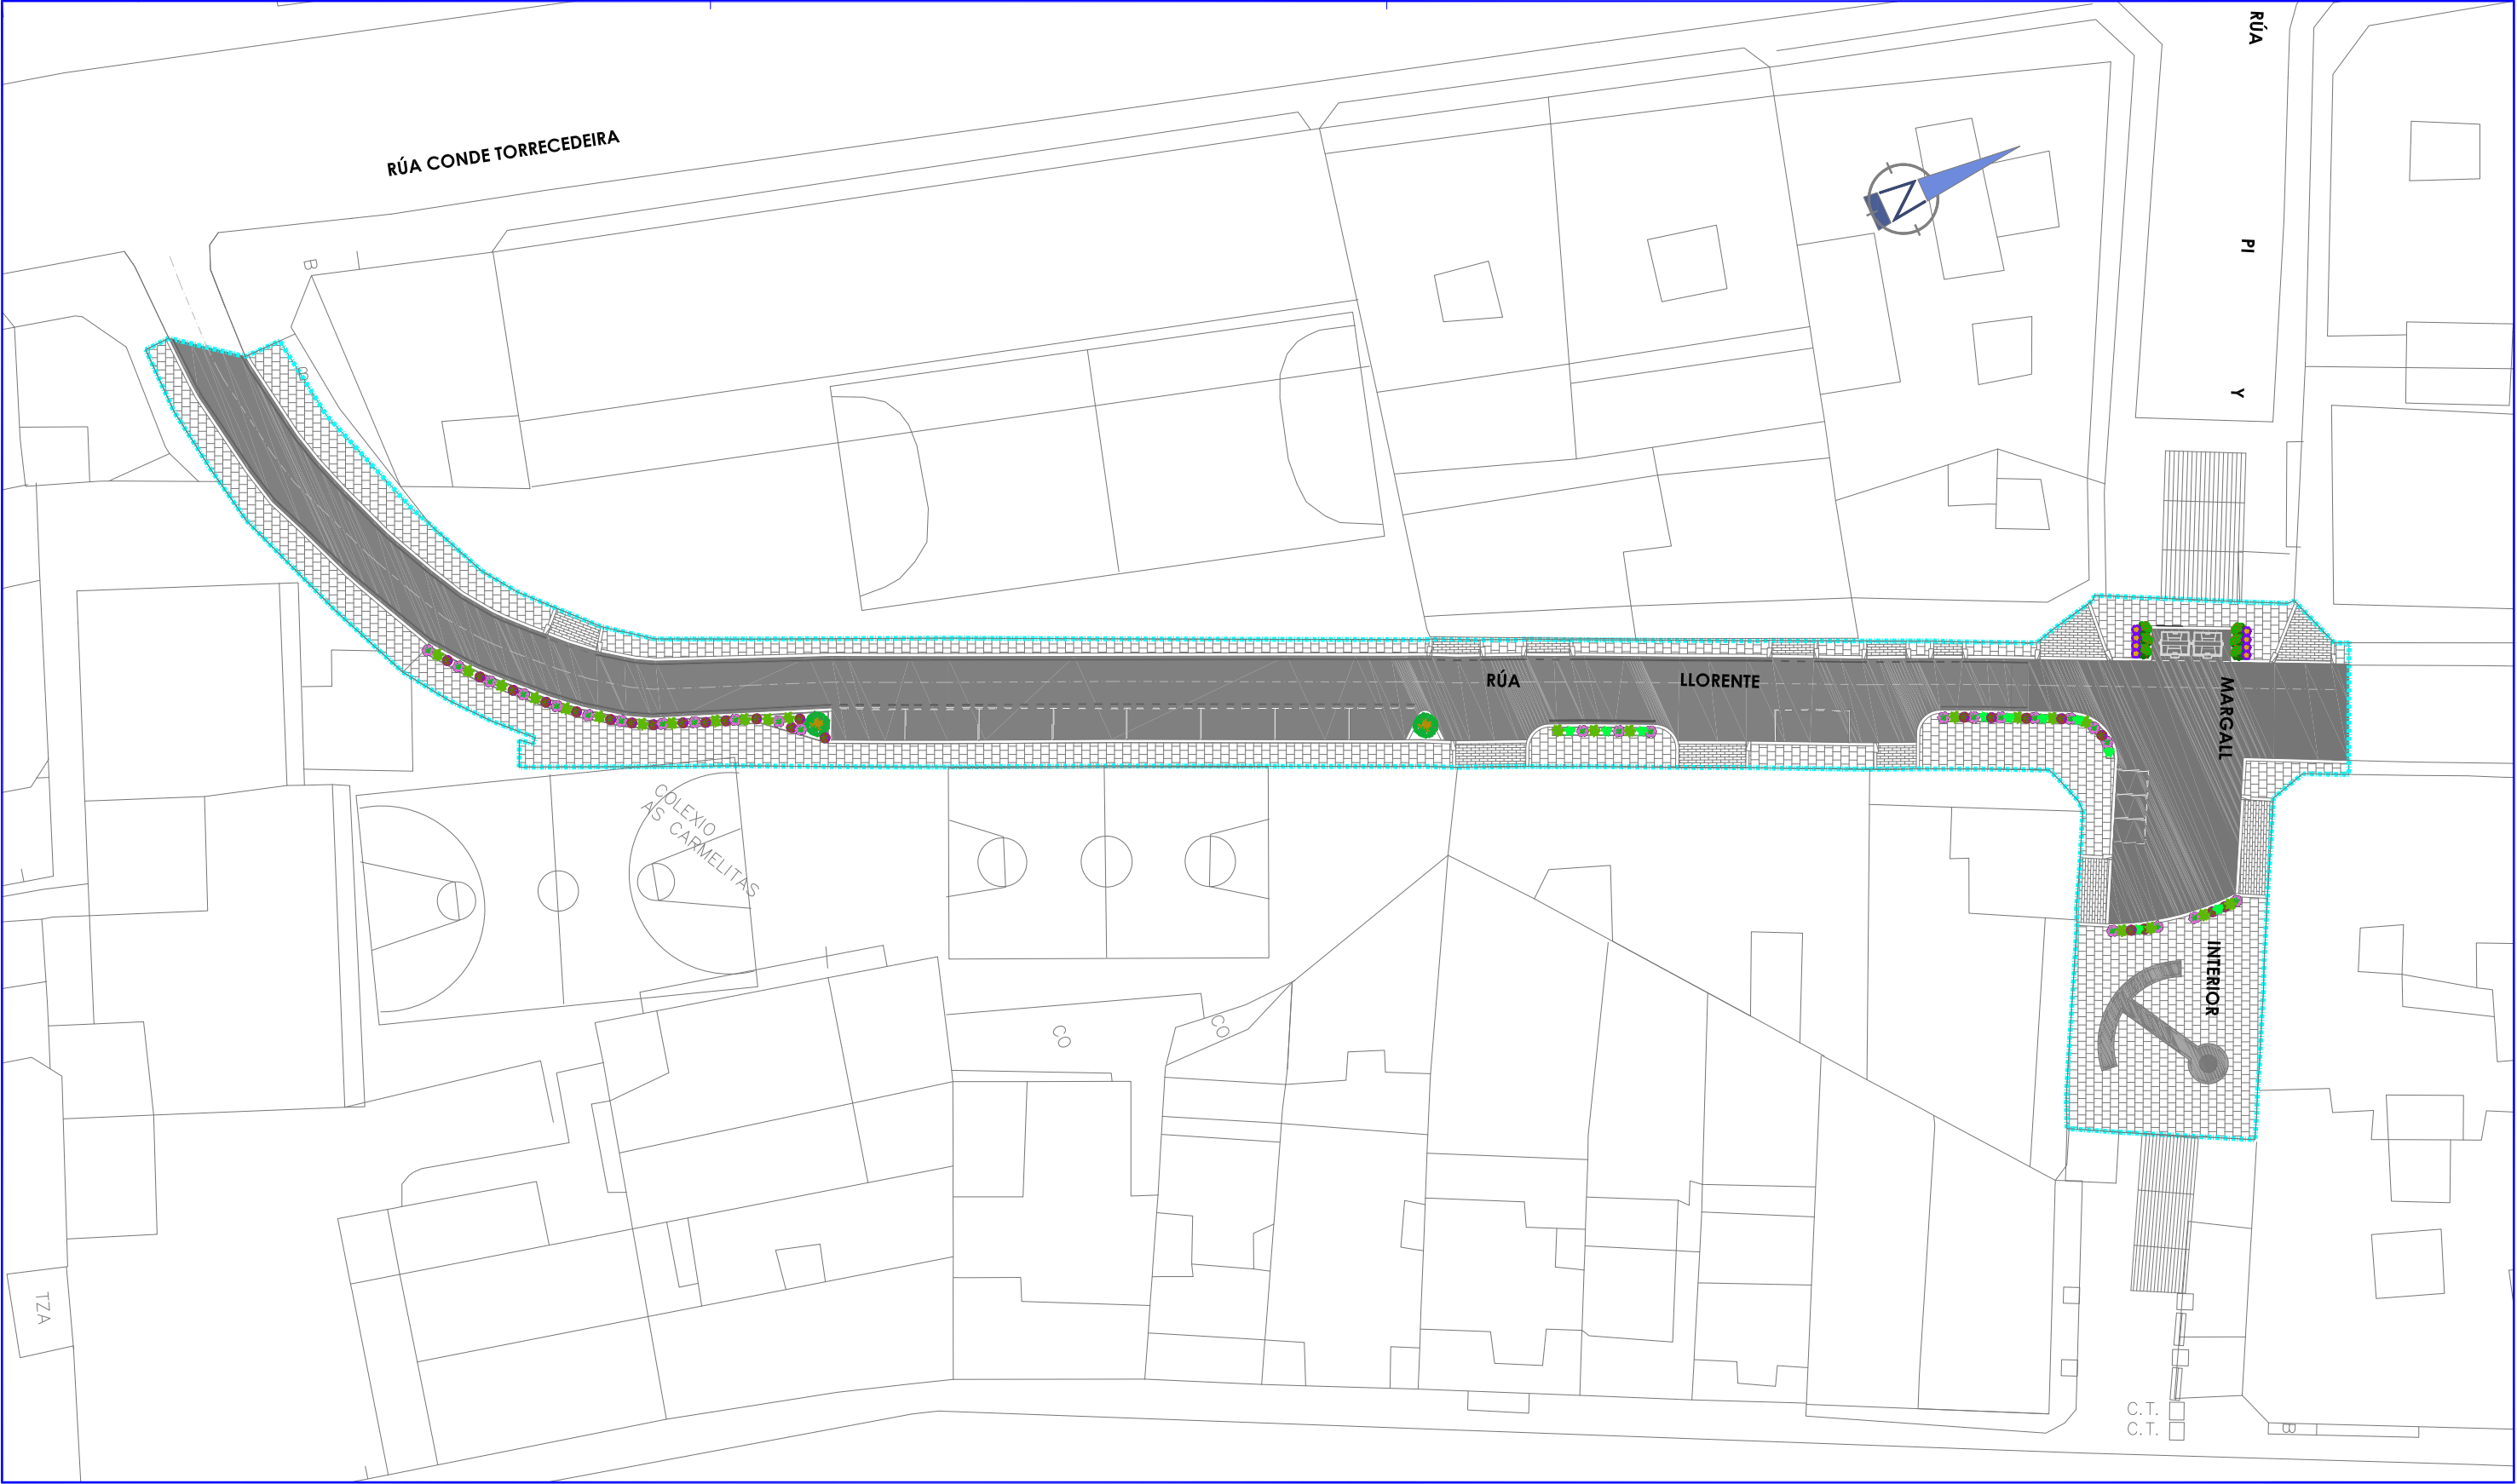 RÚA CONDE TORRECEDEIRA
RÚA
PI
Y
MARGALL
INTERIOR
B
N
RÚA LLORENTE
COLEXIO
AS CARMELITAS
CO
CO
TZA
C.T.
C.T.
B